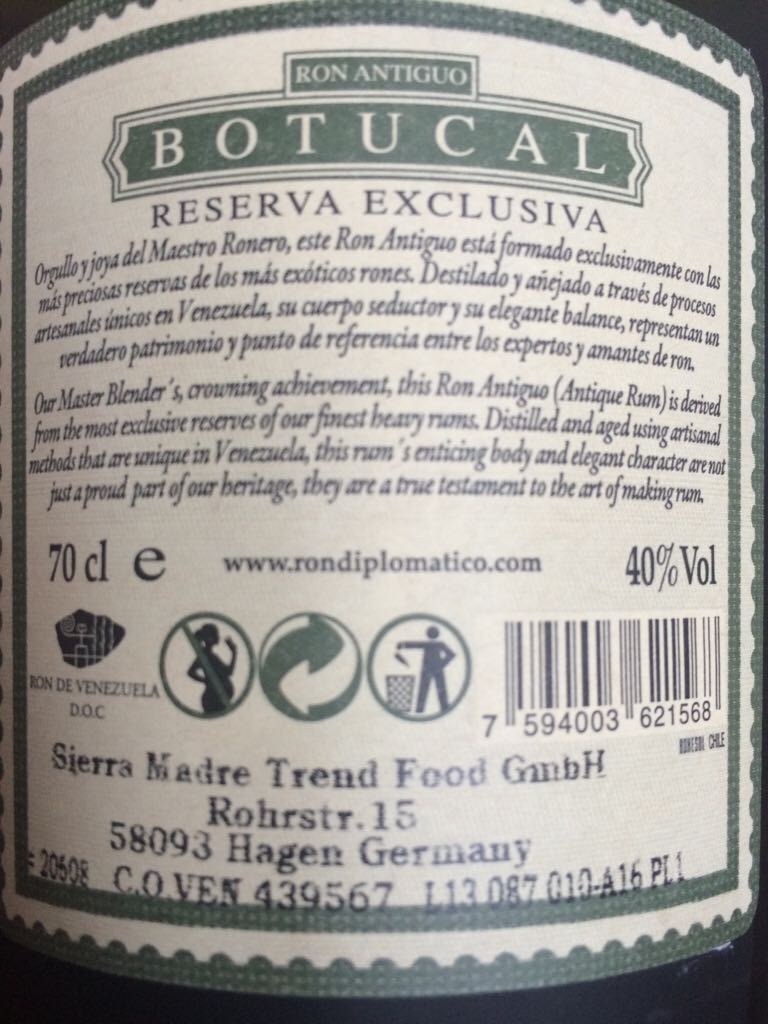 RON ANTIGUO
BOTUCAL
RESERVA EXCLUSIVA
Orgullo y joya del Maestro Ronero, este Ron Antiguo está formado exclusivamente con las
más preciosas reservas de los más exóticos rones. Destilado y añejado a través de procesos
artesanales únicos en Venezuela, su cuerpo seductor y su elegante balance, representan un
verdadero patrimonio y punto de referencia entre los expertos y amantes de ron.
Our Master Blender´s, crowning achievement, this Ron Antiguo (Antique Rum) is derived
from the most exclusive reserves of our finest heavy rums. Distilled and aged using artisanal
methods that are unique in Venezuela, this rum´s enticing body and elegant character are not
just a proud part of our heritage, they are a true testament to the art of making rum.
70 cl e www.rondiplomatico.com 40% Vol
RON DE VENEZUELA
D.O.C
7 594003 621568
CHILE
Sierra Madre Trend Food GmbH
Rohrstr.15
58093 Hagen Germany
20608 C.O VEN 439567 L13 087 010-A16 PL1